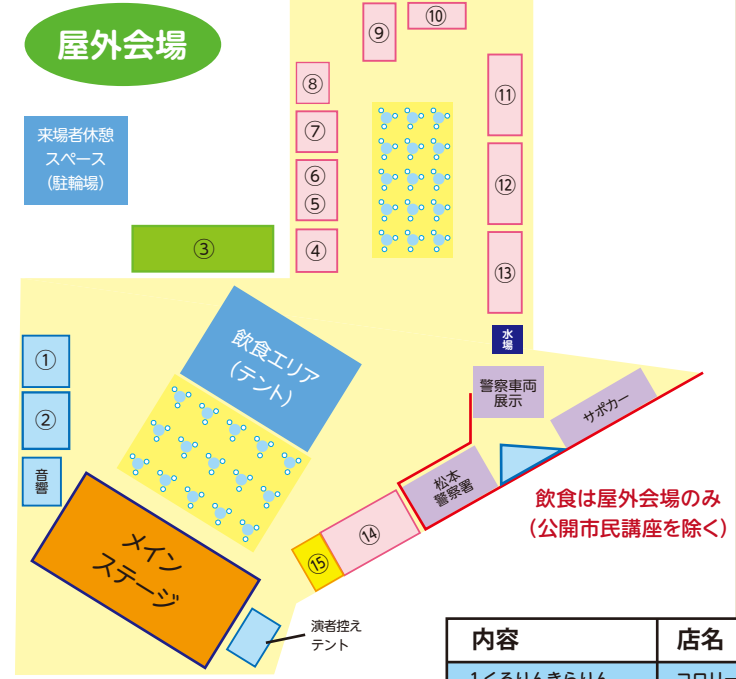 屋外会場
⑩
⑨
⑧
⑪
⑦
来場者休憩
スペース
(駐輪場)
⑥
⑤
⑫
③
④
⑬
飲食エリア
(テント)
水
場
①
②
警察車両
展示
サポカー
音
響
松本
警察署
飲食は屋外会場のみ
(公開市民講座を除く)
メイン
ステージ
⑭
⑮
演者控え
テント
内容
店名